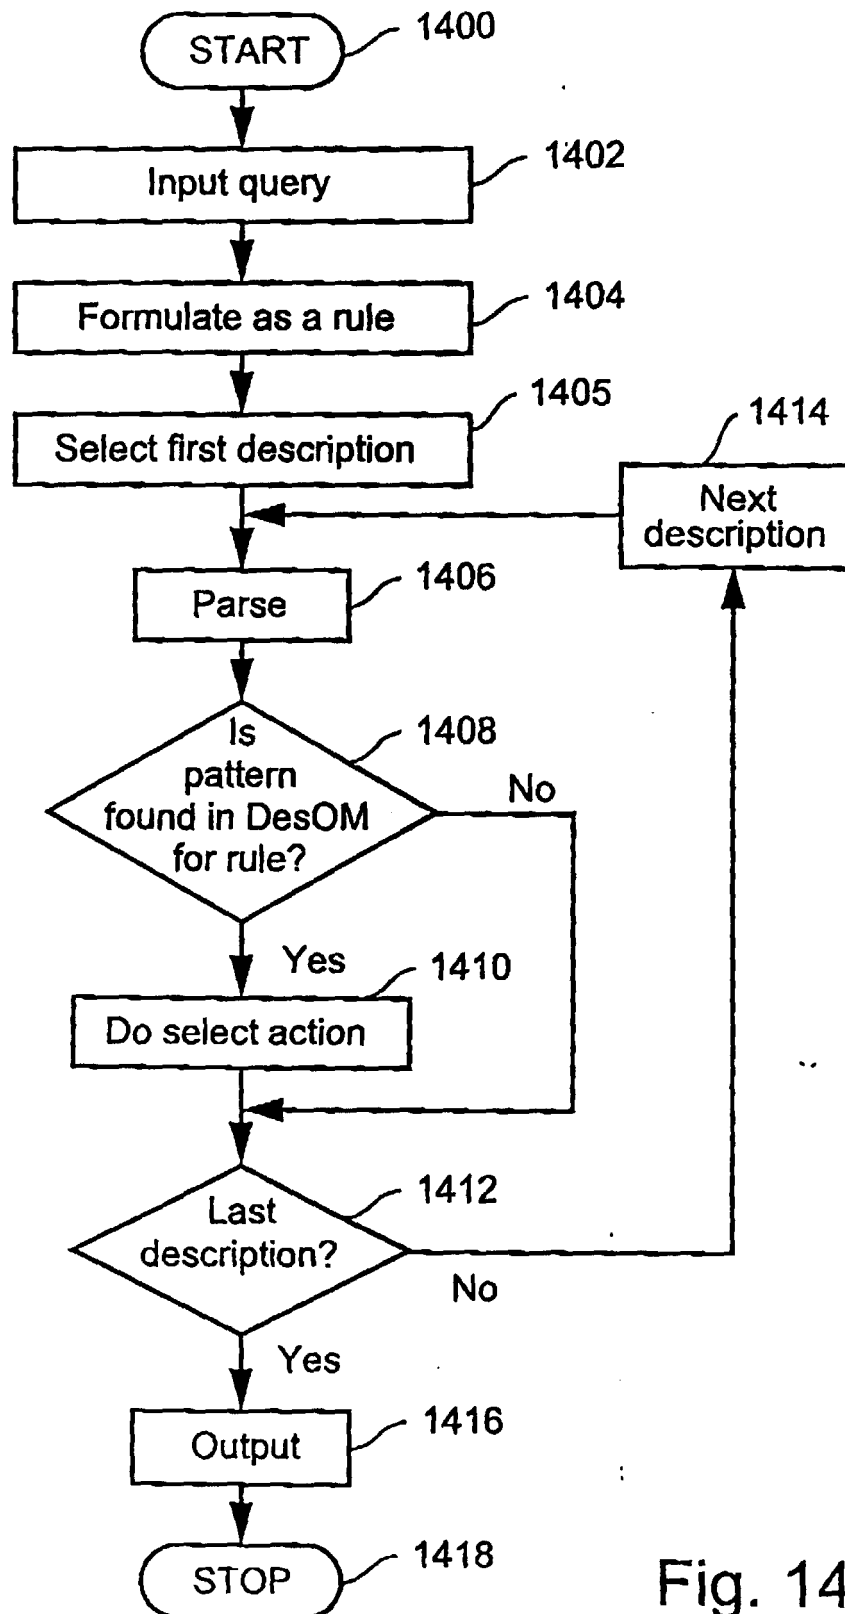 START
1400
Input query
1402
Formulate as a rule
1404
Select first description
1405
Next
description
1414
Parse
1406
Is
pattern
found in DesOM
for rule?
1408
No
Yes
Do select action
1410
Last
description?
1412
No
Yes
Output
1416
STOP
1418
Fig. 14